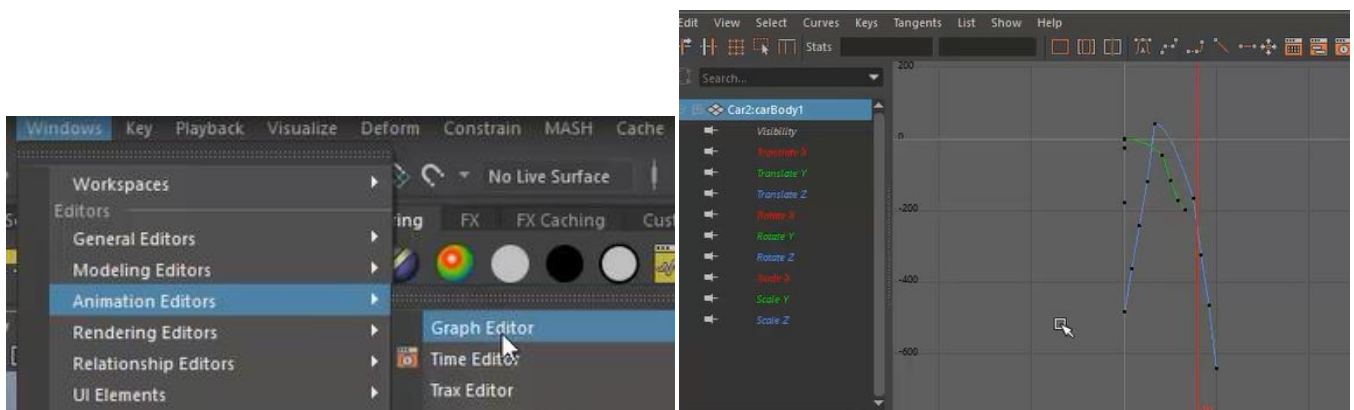 Windows Key Playback Visualize Deform Constrain MASH Cache
Workspaces
No Live Surface
Editors
General Editors
ring FX FX Caching Cus
Modeling Editors
Animation Editors
Rendering Editors
Graph Editor
Relationship Editors
Time Editor
UI Elements
Trax Editor
Edit View Select Curves Keys Tangents List Show Help
Stats
Search...
Car2:carBody1
Visibility
Translate X
Translate Y
Translate Z
Rotate X
Rotate Y
Rotate Z
Scale X
Scale Y
Scale Z
200
0
-200
-400
-600